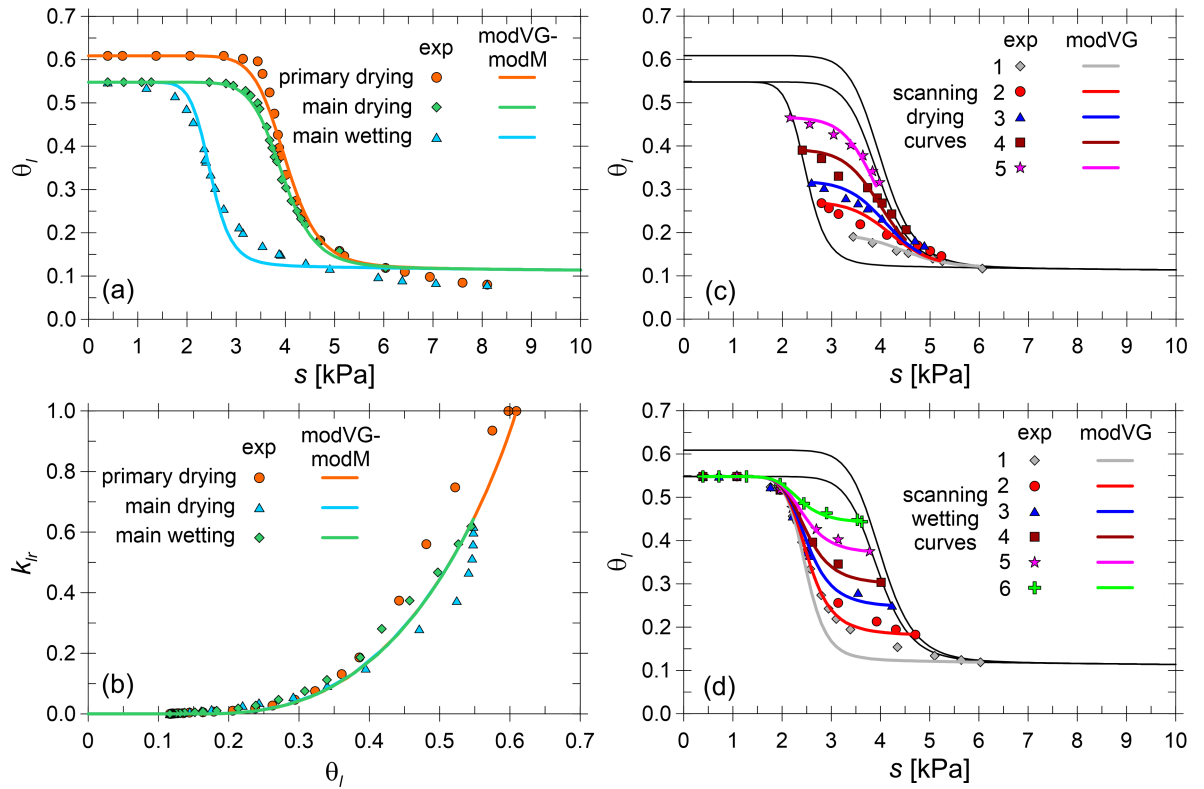 0.7
0.6
0.5
0.4
0.3
0.2
0.1
0.0
θl
exp modVG-
modM
primary drying
main drying
main wetting
(a)
0 1 2 3 4 5 6 7 8 9 10
s [kPa]
0.7
0.6
0.5
0.4
0.3
0.2
0.1
0.0
θl
exp modVG
1
scanning 2
drying 3
curves 4
5
(c)
0 1 2 3 4 5 6 7 8 9 10
s [kPa]
1.0
0.8
0.6
0.4
0.2
0.0
klr
exp modVG-
modM
primary drying
main drying
main wetting
(b)
0 0.1 0.2 0.3 0.4 0.5 0.6 0.7
θl
0.7
0.6
0.5
0.4
0.3
0.2
0.1
0.0
θl
exp modVG
1
scanning 2
wetting 3
curves 4
5
6
(d)
0 1 2 3 4 5 6 7 8 9 10
s [kPa]